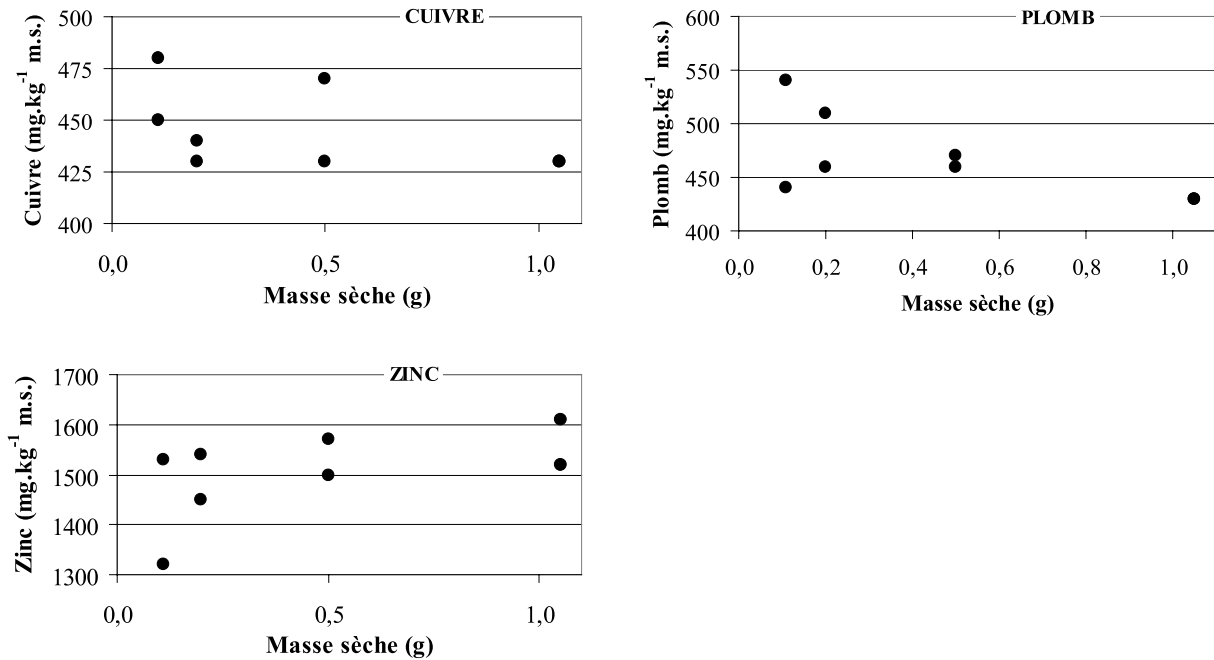 CUIVRE
Cuivre (mg.kg⁻¹ m.s.)
500
475
450
425
400
0,0 0,5 1,0
Masse sèche (g)
PLOMB
Plomb (mg.kg⁻¹ m.s.)
600
550
500
450
400
0,0 0,2 0,4 0,6 0,8 1,0
Masse sèche (g)
ZINC
Zinc (mg.kg⁻¹ m.s.)
1700
1600
1500
1400
1300
0,0 0,5 1,0
Masse sèche (g)